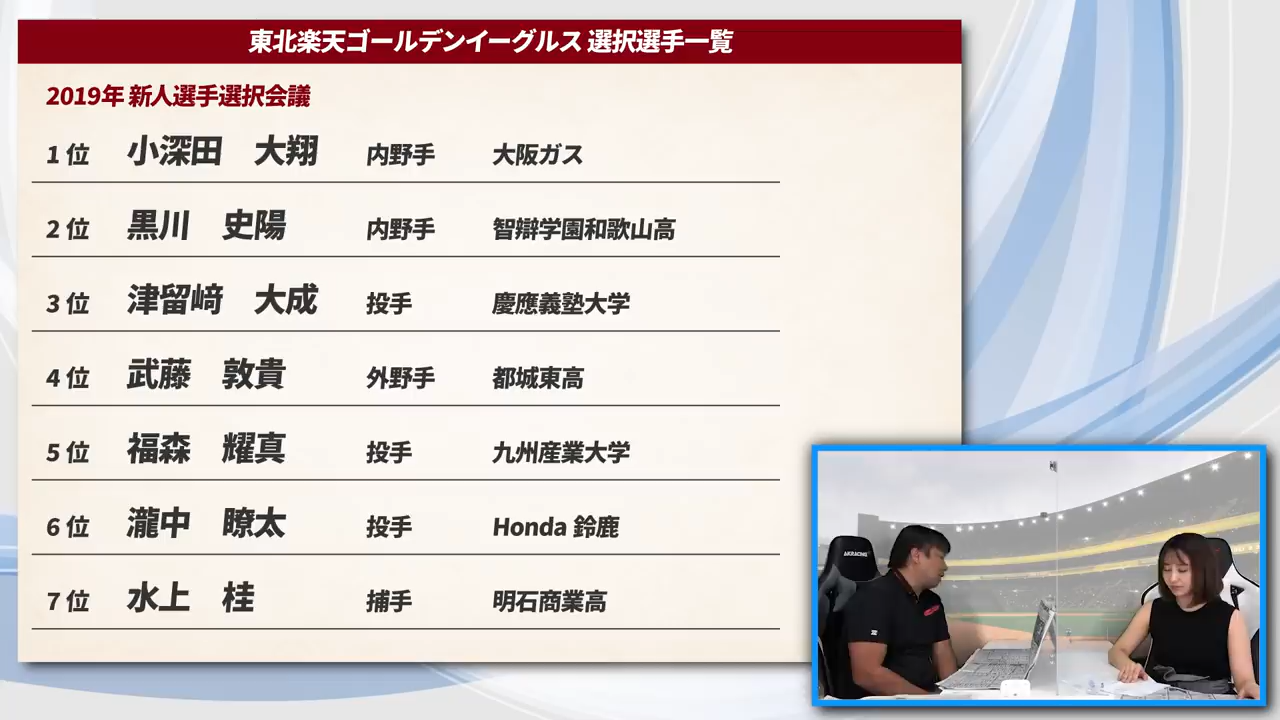 東北楽天ゴールデンイーグルス 選択選手一覧
2019年 新人選手選択会議
1位 小深田 大翔 内野手 大阪ガス
2位 黒川 史陽 内野手 智辯学園和歌山高
3位 津留﨑 大成 投手 慶應義塾大学
4位 武藤 敦貴 外野手 都城東高
5位 福森 耀真 投手 九州産業大学
6位 瀧中 瞭太 投手 Honda 鈴鹿
7位 水上 桂 捕手 明石商業高
AKRACING